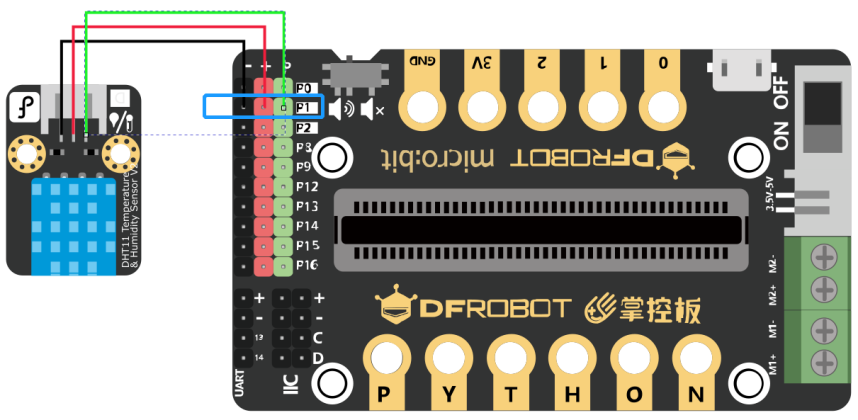 - + P
P0
P1
P2
P8
P9
P12
P13
P14
P15
P16
DHT11 Temperature
& Humidity Sensor V2
GND
3V
2
1
0
DFROBOT micro:bit
ON OFF
3.5V-5V
M2-
M2+
M1-
M1+
DFROBOT 掌控板
+ +
- -
13 C
14 D
UART
IIC
P Y T H O N